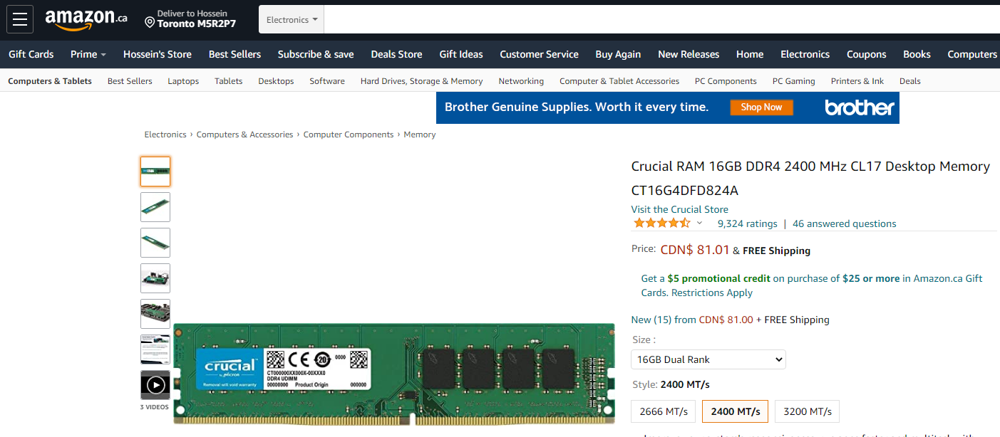 amazon.ca
Deliver to Hossein
Toronto M5R2P7
Electronics
Gift Cards Prime Hossein's Store Best Sellers Subscribe & save Deals Store Gift Ideas Customer Service Buy Again New Releases Home Electronics Coupons Books Computers
Computers & Tablets Best Sellers Laptops Tablets Desktops Software Hard Drives, Storage & Memory Networking Computer & Tablet Accessories PC Components PC Gaming Printers & Ink Deals
Brother Genuine Supplies. Worth it every time. Shop Now brother
Electronics › Computers & Accessories › Computer Components › Memory
Crucial RAM 16GB DDR4 2400 MHz CL17 Desktop Memory
CT16G4DFD824A
Visit the Crucial Store
9,324 ratings | 46 answered questions
Price: CDN$ 81.01 & FREE Shipping
Get a $5 promotional credit on purchase of $25 or more in Amazon.ca Gift
Cards. Restrictions Apply
New (15) from CDN$ 81.00 + FREE Shipping
Size :
16GB Dual Rank
Style: 2400 MT/s
2666 MT/s 2400 MT/s 3200 MT/s
3 VIDEOS
crucial
by Micron
Removal will void warranty
CE 20 0000
CT000000XX000X-00XXX0
DDR4 UDIMM
00000000 Product Origin 000000